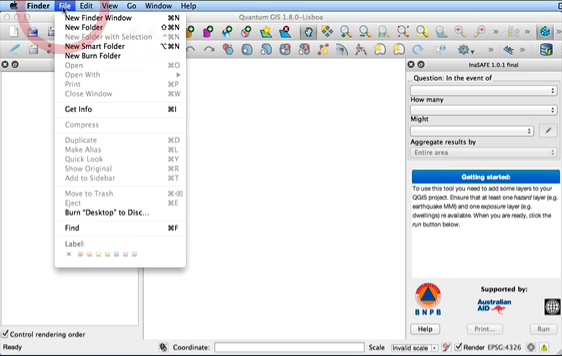 Finder File Edit View Go Window Help
Quantum GIS 1.8.0-Lisboa
New Finder Window ⌘N
New Folder ⇧⌘N
New Folder with Selection ^⌘N
New Smart Folder ⌥⌘N
New Burn Folder
Open ⌘O
Open With
Print ⌘P
Close Window ⌘W
Get Info ⌘I
Compress
Duplicate ⌘D
Make Alias ⌘L
Quick Look ⌘Y
Show Original ⌘R
Add to Sidebar ⌘T
Move to Trash ⌘⌫
Eject ⌘E
Burn "Desktop" to Disc...
Find ⌘F
Label:
InaSAFE 1.0.1 final
Question: In the event of
How many
Might
Aggregate results by
Entire area
Getting started:
To use this tool you need to add some layers to your
QGIS project. Ensure that at least one hazard layer (e.g.
earthquake MMI) and one exposure layer (e.g.
dwellings) re available. When you are ready, click the
run button below.
Supported by:
BNPB
Australian
AID
Help Print... Run
Control rendering order
Ready Coordinate: Scale Invalid scale Render EPSG:4326